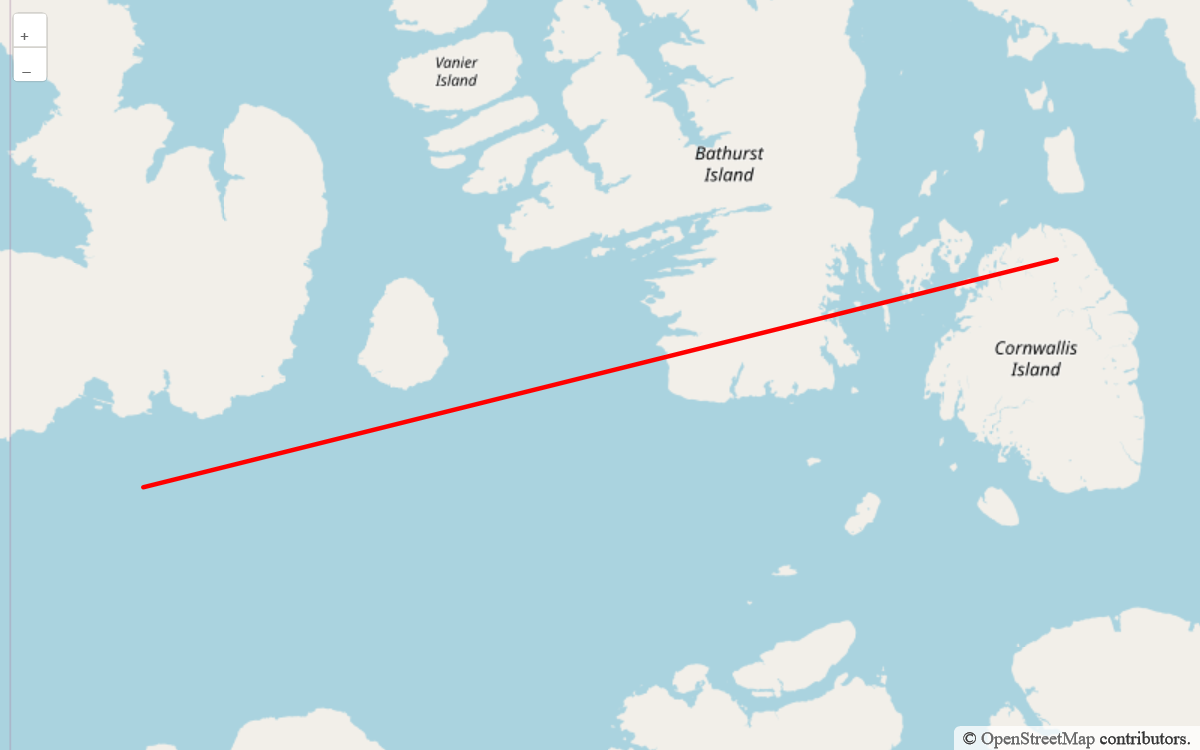 +
–
Vanier
Island
Bathurst
Island
Cornwallis
Island
© OpenStreetMap contributors.